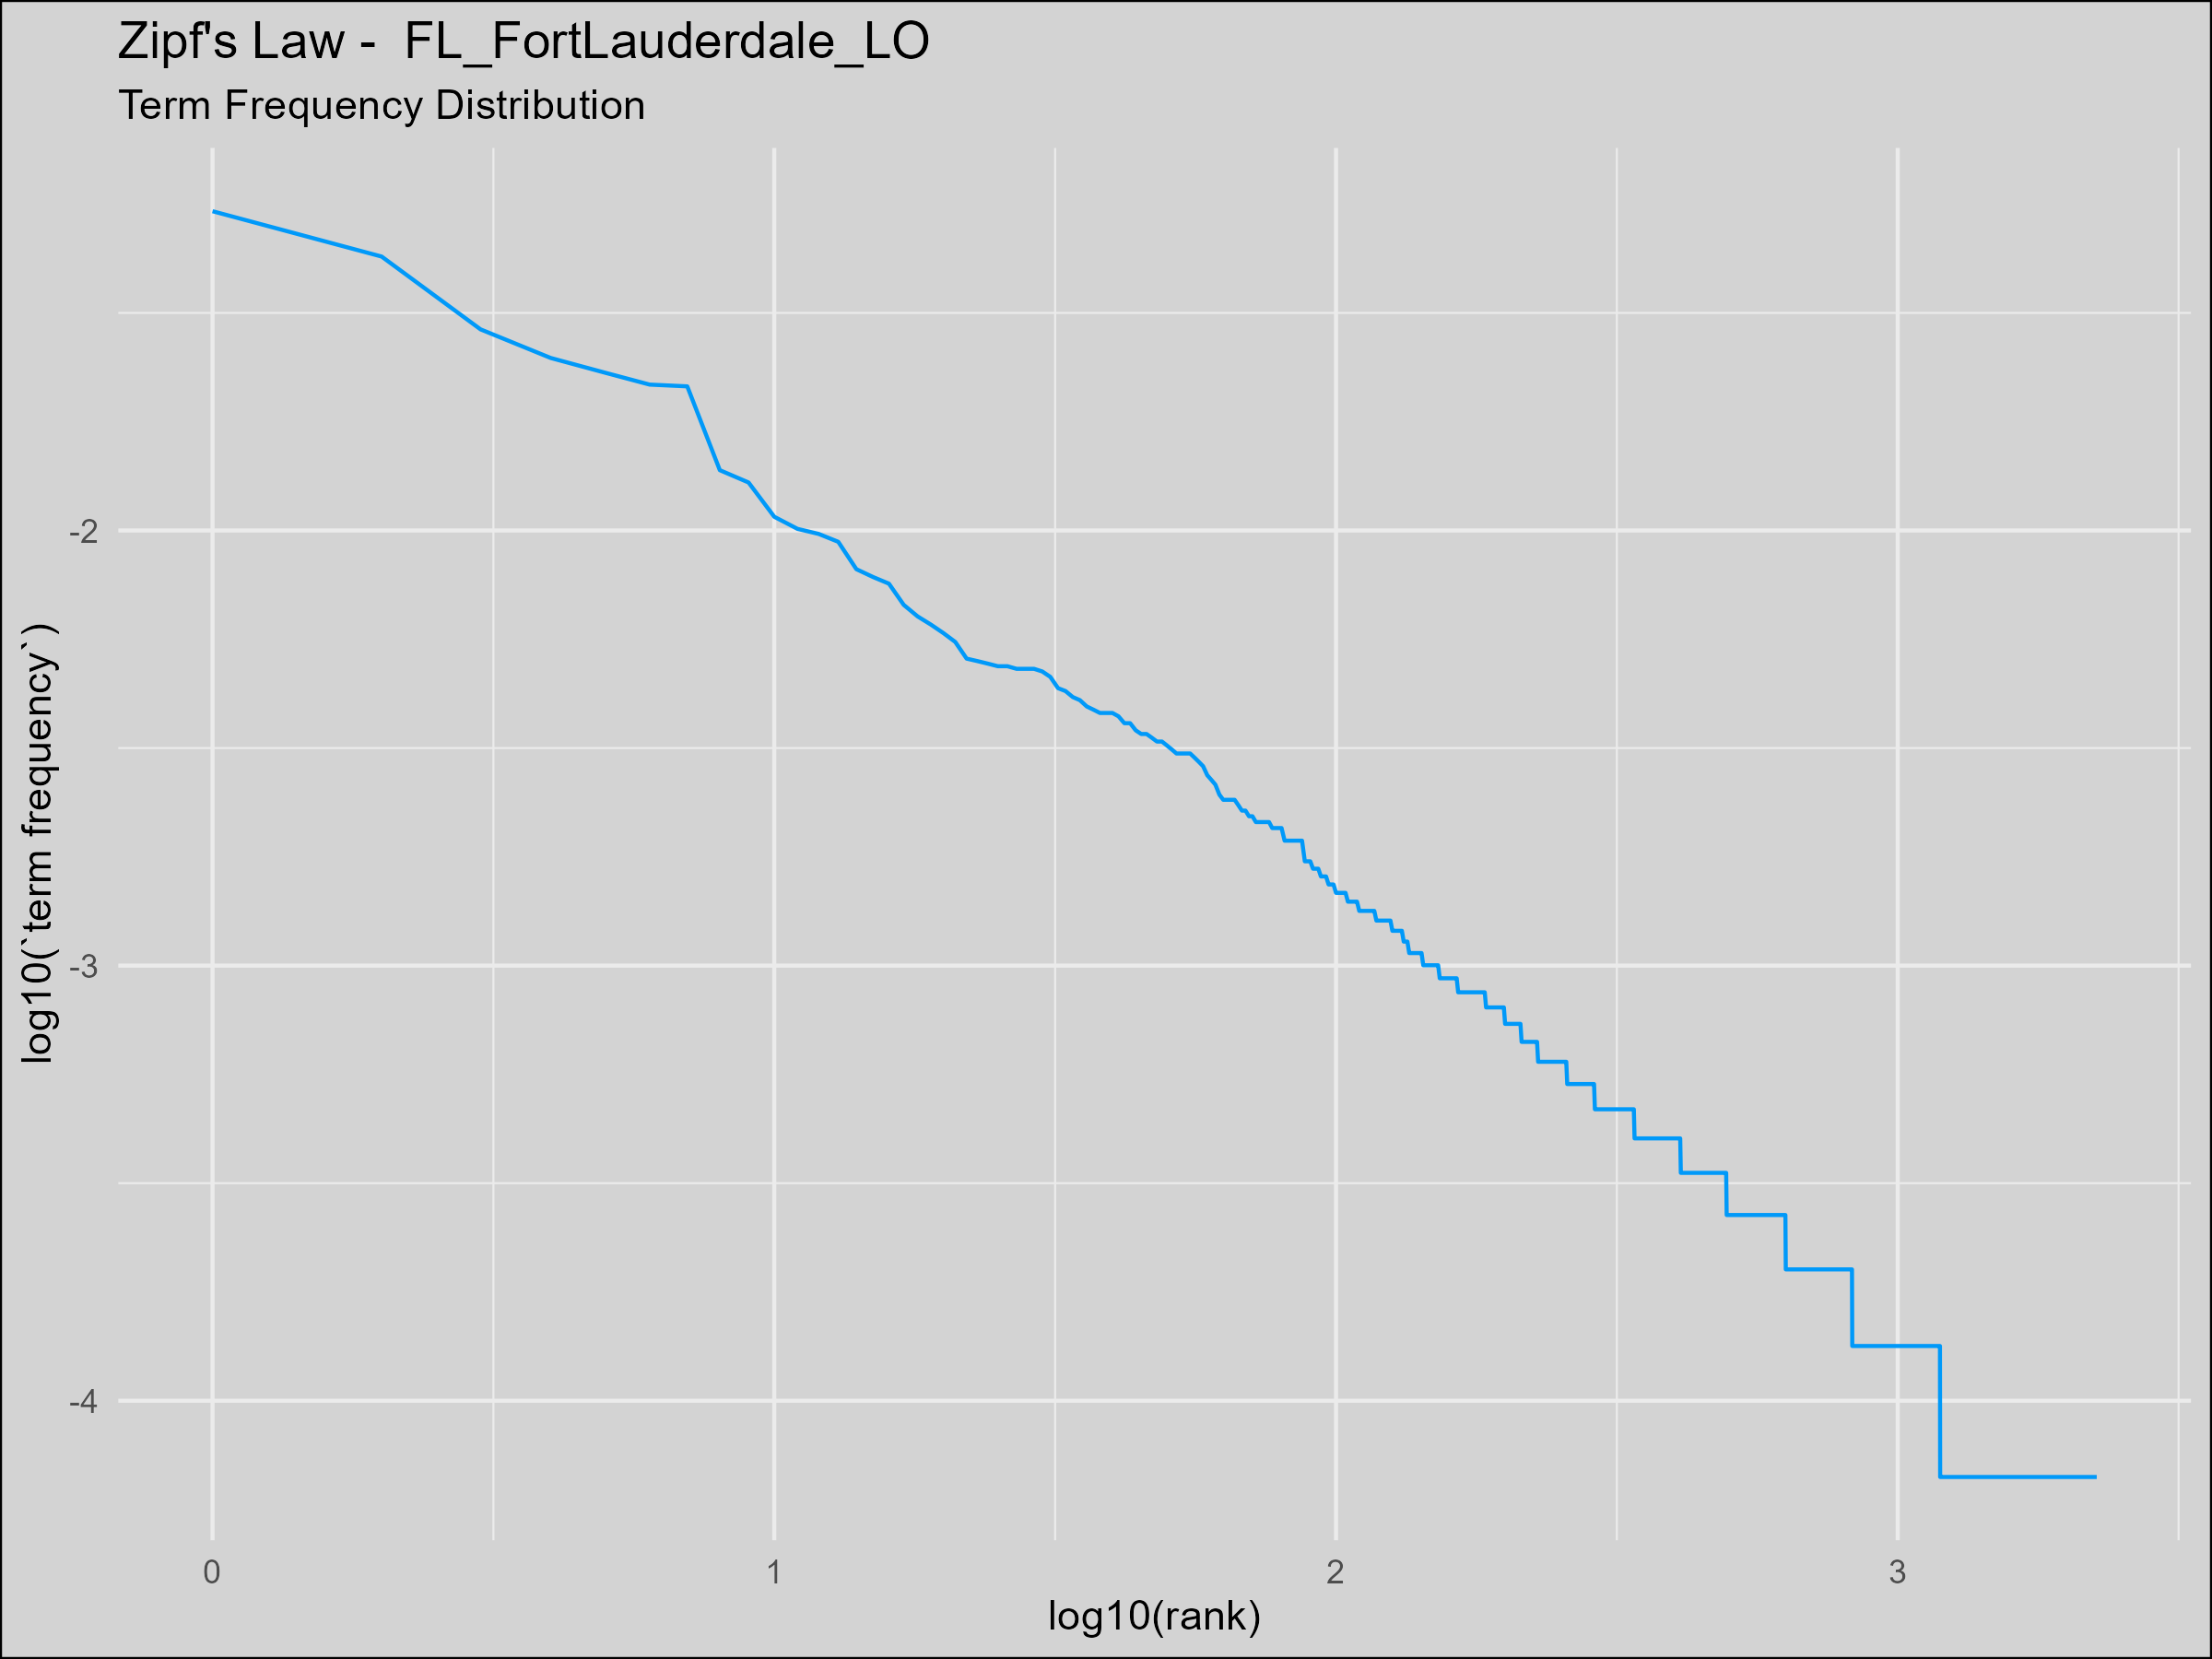 Zipf's Law -  FL_FortLauderdale_LO
Term Frequency Distribution
log10(`term frequency`)
-2
-3
-4
0 1 2 3
log10(rank)